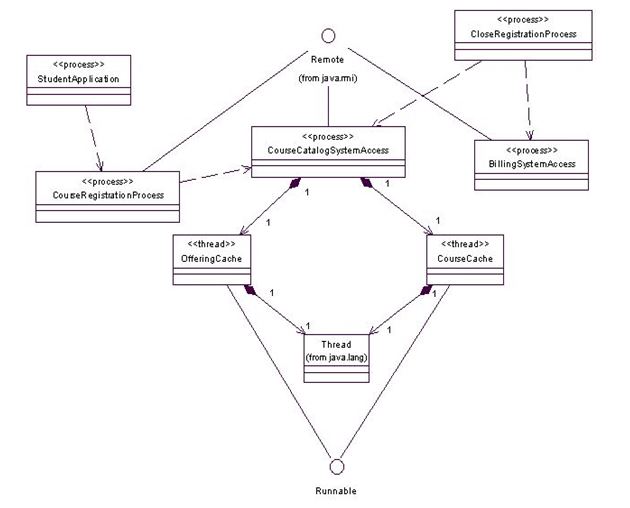 <<process>>
CloseRegistrationProcess
Remote
(from java.rmi)
<<process>>
StudentApplication
<<process>>
CourseCatalogSystemAccess
<<process>>
BillingSystemAccess
<<process>>
CourseRegistrationProcess
1
1
1
1
<<thread>>
OfferingCache
<<thread>>
CourseCache
1
1
1
1
Thread
(from java.lang)
Runnable